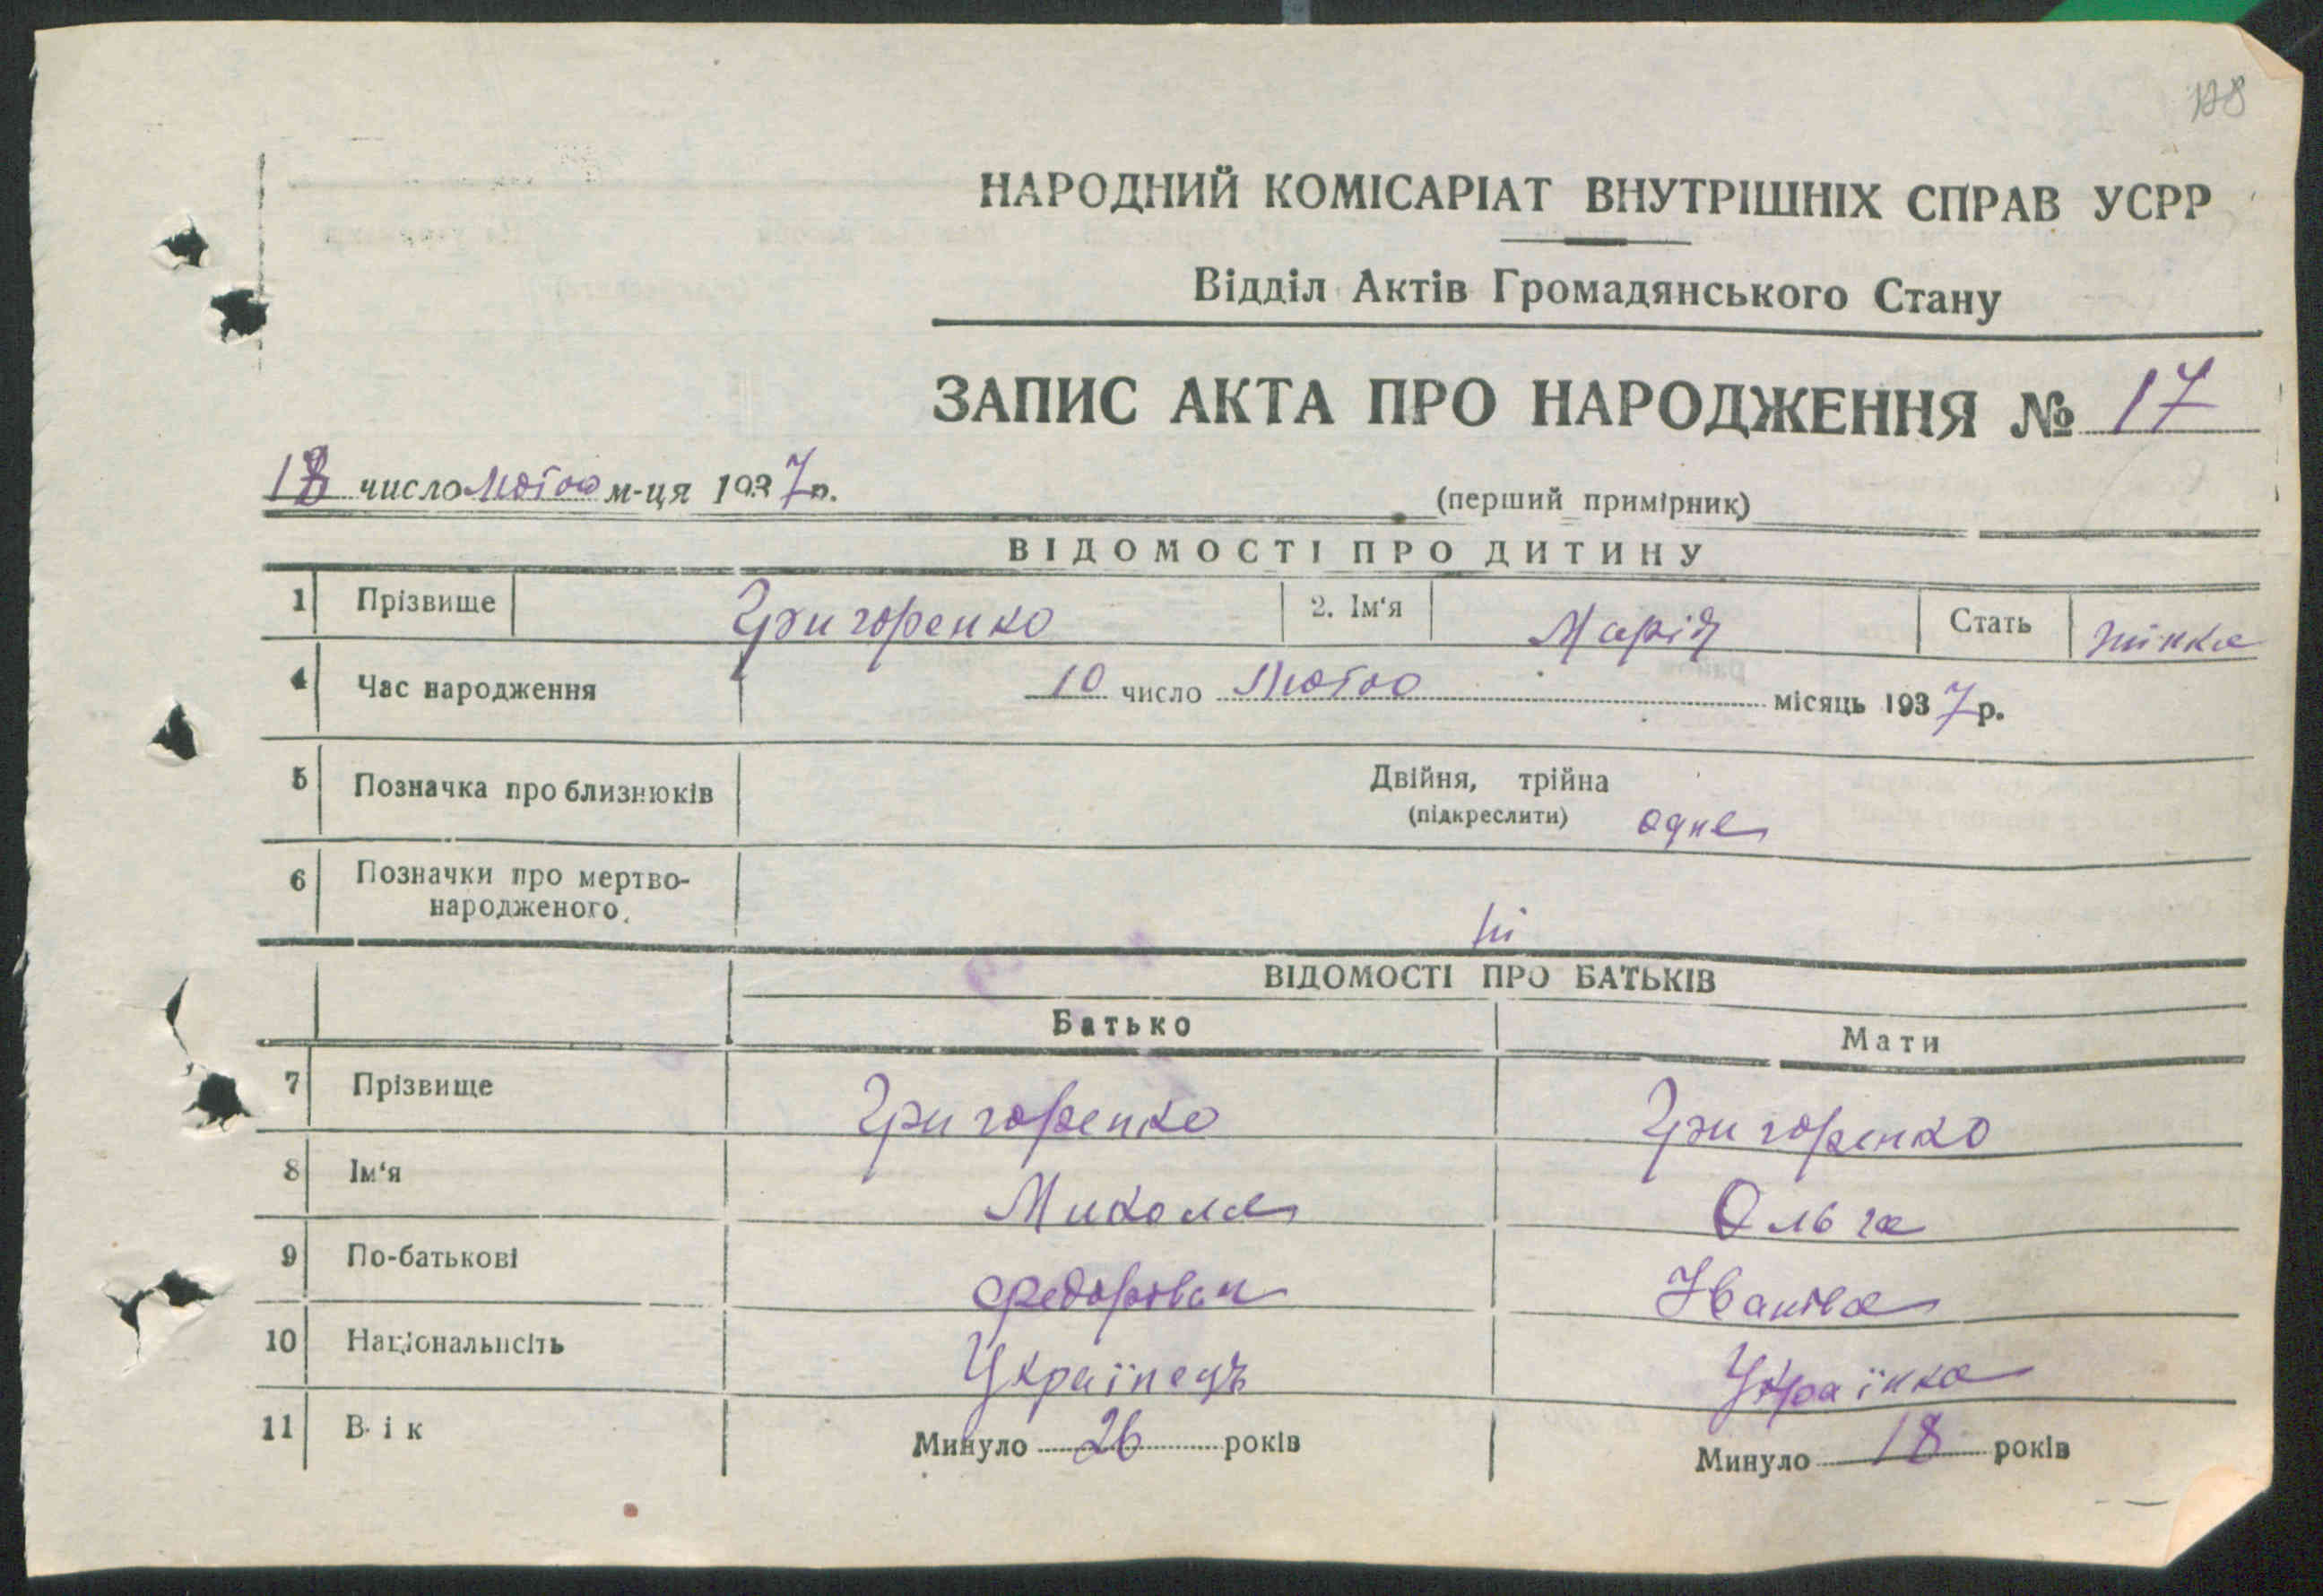 НАРОДНИЙ КОМІСАРІАТ ВНУТРІШНІХ СПРАВ УСРР
Відділ Актів Громадянського Стану
ЗАПИС АКТА ПРО НАРОДЖЕННЯ № 17
18 число лютого м-ця 1937 р.
(перший примірник)
ВІДОМОСТІ ПРО ДИТИНУ
1 Прізвище Григоренко 2. Ім‘я Марія Стать жінка
4 Час народження 10 число Лютого місяць 1937 р.
5 Позначка про близнюків Двійня, трійна
(підкреслити) одне
6 Позначки про мертво-
народженого. ні
ВІДОМОСТІ ПРО БАТЬКІВ
Батько Мати
7 Прізвище Григоренко Григоренко
8 Ім‘я Микола Ольга
9 По-батькові Федорович Іванівна
10 Національнсіть Українець Українка
11 Вік Минуло 26 років Минуло 18 років